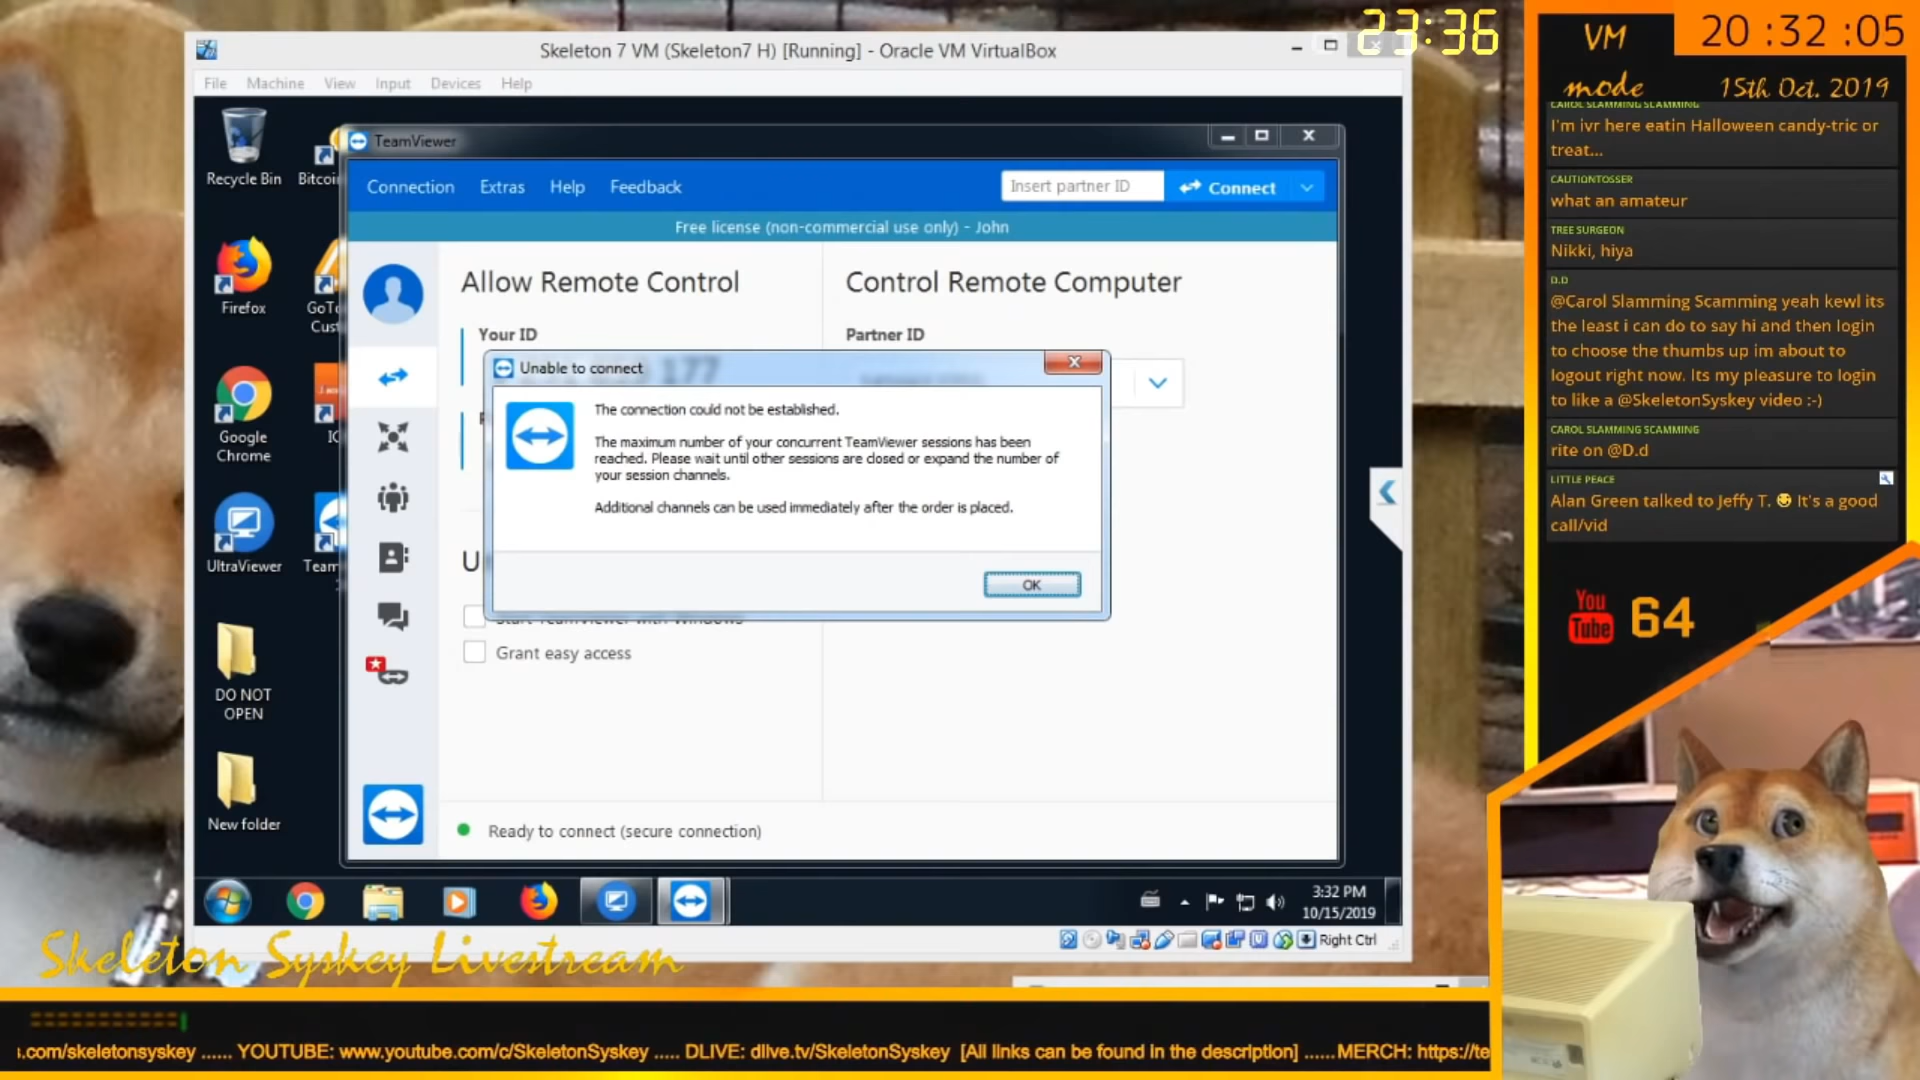 Skeleton 7 VM (Skeleton7 H) [Running] - Oracle VM VirtualBox
23:36
File Machine View Input Devices Help
Recycle Bin
Firefox
Google
Chrome
UltraViewer
DO NOT
OPEN
New folder
TeamViewer
Connection Extras Help Feedback
Insert partner ID
Connect
Free license (non-commercial use only) - John
Allow Remote Control
Control Remote Computer
Your ID
Partner ID
177
Unable to connect
The connection could not be established.
The maximum number of your concurrent TeamViewer sessions has been
reached. Please wait until other sessions are closed or expand the number of
your session channels.
Additional channels can be used immediately after the order is placed.
OK
Start TeamViewer with Windows
Grant easy access
Ready to connect (secure connection)
3:32 PM
10/15/2019
Right Ctrl
Skeleton Syskey Livestream
VM
mode
20 :32 :05
15th Oct. 2019
CAROL SLAMMING SLAMMING
I'm ivr here eatin Halloween candy-tric or
treat...
CAUTIONTOSSER
what an amateur
TREE SURGEON
Nikki, hiya
D.D
@Carol Slamming Scamming yeah kewl its
the least i can do to say hi and then login
to choose the thumbs up im about to
logout right now. Its my pleasure to login
to like a @SkeletonSyskey video :-)
CAROL SLAMMING SCAMMING
rite on @D.d
LITTLE PEACE
Alan Green talked to Jeffy T. It's a good
call/vid
You
Tube
64
.com/skeletonsyskey ...... YOUTUBE: www.youtube.com/c/SkeletonSyskey ..... DLIVE: dlive.tv/SkeletonSyskey [All links can be found in the description] ......MERCH: https://te